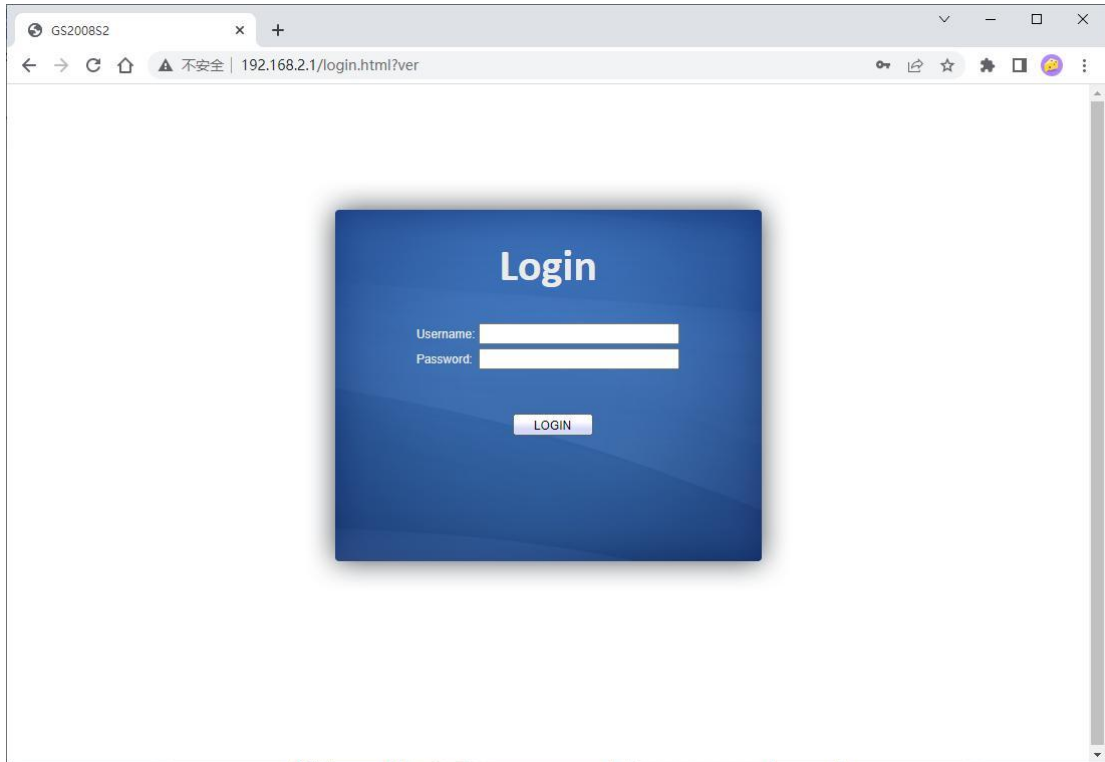 GS2008S2
不安全 192.168.2.1/login.html?ver
Login
Username:
Password:
LOGIN